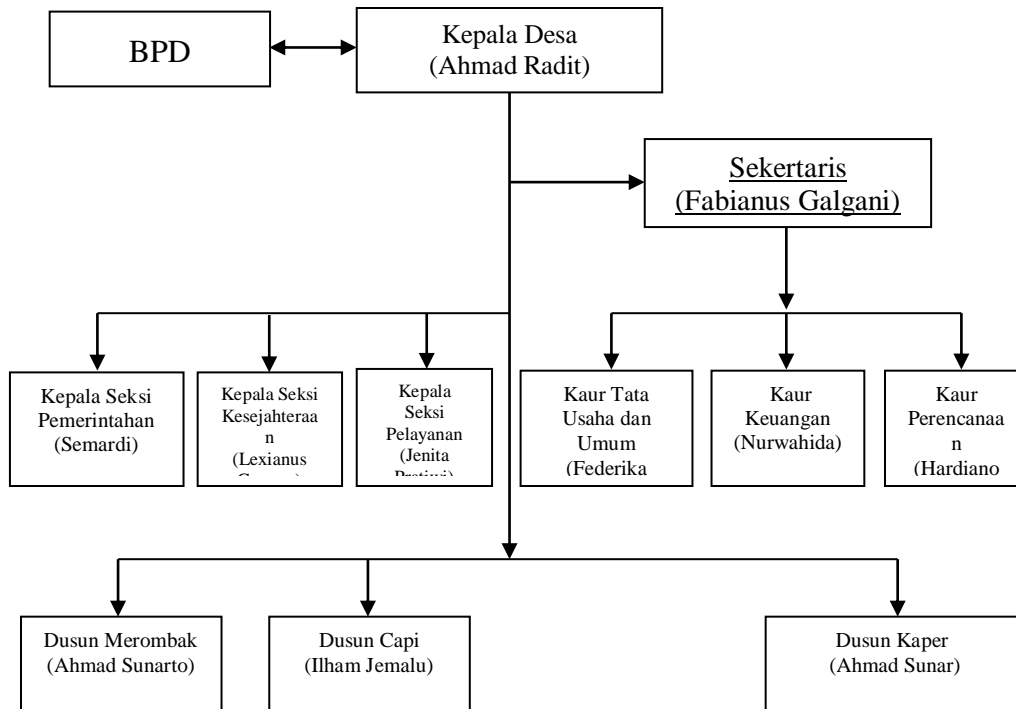 BPD
Kepala Desa
(Ahmad Radit)
Sekertaris
(Fabianus Galgani)
Kepala Seksi
Pemerintahan
(Semardi)
Kepala Seksi
Kesejahteraa
n
(Lexianus
Kepala
Seksi
Pelayanan
(Jenita
Pratiwi)
Kaur Tata
Usaha dan
Umum
(Federika
Kaur
Keuangan
(Nurwahida)
Kaur
Perencanaa
n
(Hardiano
Dusun Merombak
(Ahmad Sunarto)
Dusun Capi
(Ilham Jemalu)
Dusun Kaper
(Ahmad Sunar)